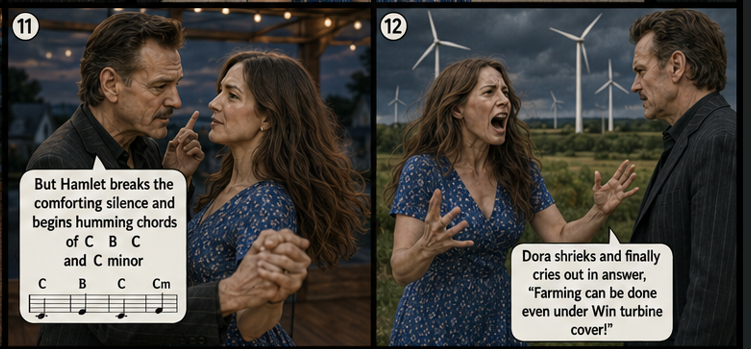 11
But Hamlet breaks the
comforting silence and
begins humming chords
of C B C
and C minor
C B C Cm
12
Dora shrieks and finally
cries out in answer,
“Farming can be done
even under Win turbine
cover!”